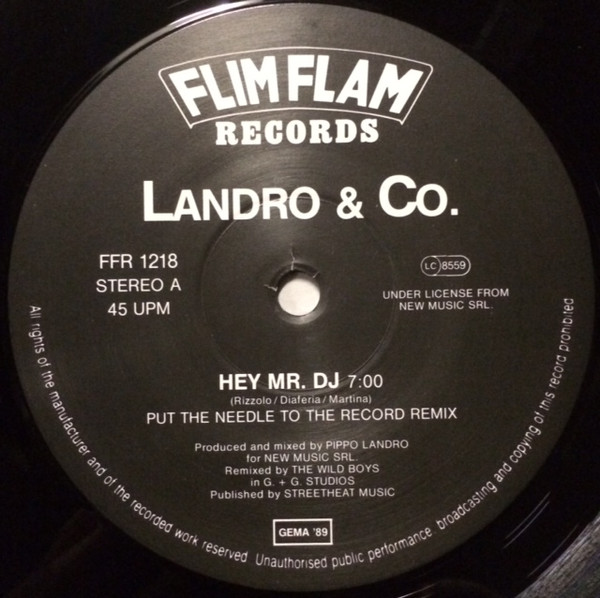 FLIM FLAM
RECORDS
LANDRO & CO.
FFR 1218
STEREO A
45 UPM
LC 8559
UNDER LICENSE FROM
NEW MUSIC SRL.
HEY MR. DJ 7:00
(Rizzolo / Diaferia / Martina)
PUT THE NEEDLE TO THE RECORD REMIX
Produced and mixed by PIPPO LANDRO
for NEW MUSIC SRL.
Remixed by THE WILD BOYS
in G. + G. STUDIOS
Published by STREETHEAT MUSIC
GEMA '89
All rights of the manufacturer and of the recorded work reserved. Unauthorised public performance, broadcasting and copying of this record prohibited